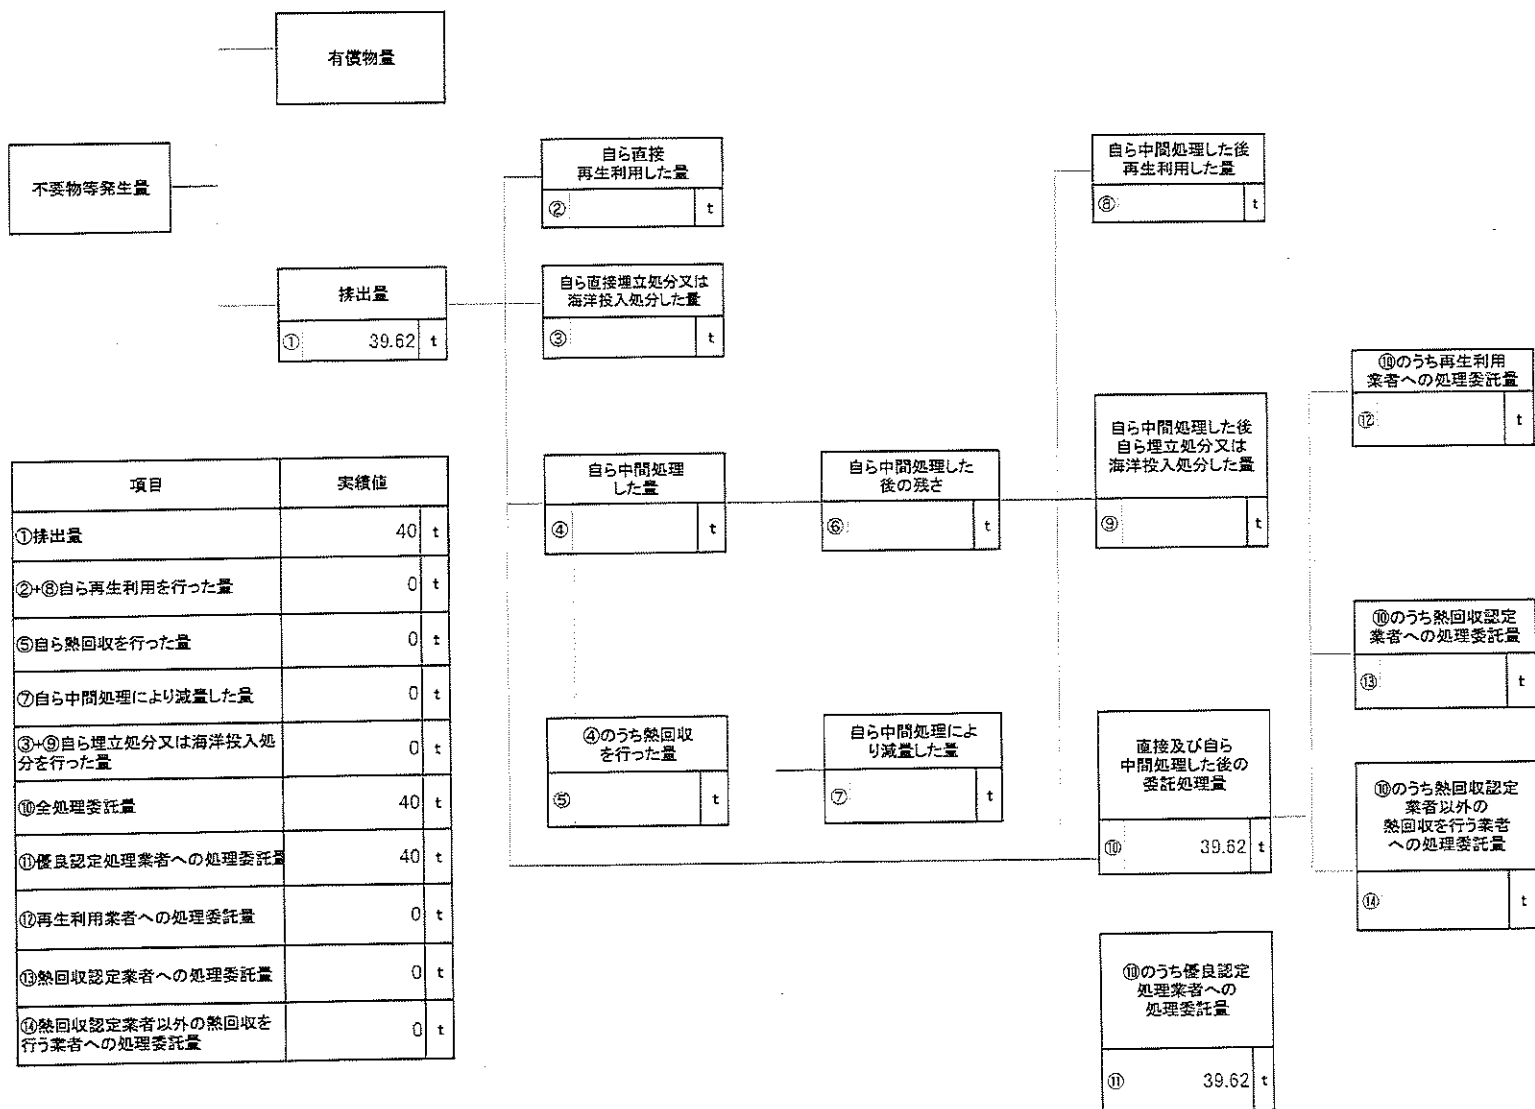 有償物量
不要物等発生量
排出量
① 39.62 t
自ら直接
再生利用した量
② t
自ら直接埋立処分又は
海洋投入処分した量
③ t
自ら中間処理
した量
④ t
自ら中間処理した
後の残さ
⑥ t
④のうち熱回収
を行った量
⑤ t
自ら中間処理によ
り減量した量
⑦ t
自ら中間処理した後
再生利用した量
⑧ t
自ら中間処理した後
自ら埋立処分又は
海洋投入処分した量
⑨ t
直接及び自ら
中間処理した後の
委託処理量
⑩ 39.62 t
⑩のうち優良認定
処理業者への
処理委託量
⑪ 39.62 t
⑩のうち再生利用
業者への処理委託量
⑫ t
⑩のうち熱回収認定
業者への処理委託量
⑬ t
⑩のうち熱回収認定
業者以外の
熱回収を行う業者
への処理委託量
⑭ t
項目 実績値
①排出量 40 t
②+⑧自ら再生利用を行った量 0 t
⑤自ら熱回収を行った量 0 t
⑦自ら中間処理により減量した量 0 t
③+⑨自ら埋立処分又は海洋投入処
分を行った量 0 t
⑩全処理委託量 40 t
⑪優良認定処理業者への処理委託量 40 t
⑫再生利用業者への処理委託量 0 t
⑬熱回収認定業者への処理委託量 0 t
⑭熱回収認定業者以外の熱回収を
行う業者への処理委託量 0 t